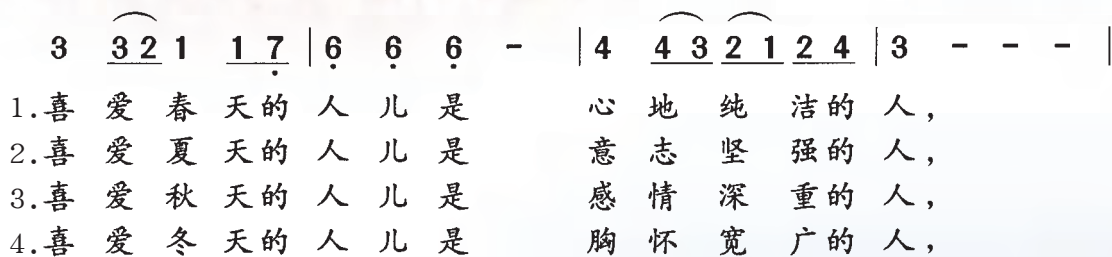 3 3 2 1 1 7̣ | 6̣ 6̣ 6̣ - | 4 4 3 2 1 2 4 | 3 - - - |
1.喜爱春天的人儿是 心地纯洁的人，
2.喜爱夏天的人儿是 意志坚强的人，
3.喜爱秋天的人儿是 感情深重的人，
4.喜爱冬天的人儿是 胸怀宽广的人，